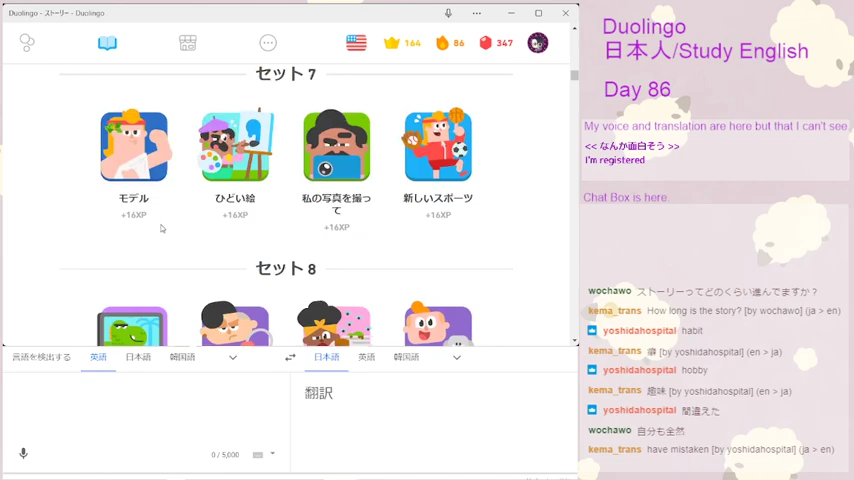 Duolingo - ストーリー - Duolingo
164
86
347
セット 7
モデル
+16XP
ひどい絵
+16XP
私の写真を撮って
+16XP
新しいスポーツ
+16XP
セット 8
言語を検出する
英語
日本語
韓国語
日本語
英語
韓国語
翻訳
0 / 5,000
Duolingo
日本人/Study English
Day 86
My voice and translation are here but that I can't see
<< なんか面白そう >>
I'm registered
Chat Box is here.
wochawo ストーリーってどのくらい進んでますか？
kema_trans How long is the story? [by wochawo] (ja > en)
yoshidahospital habit
kema_trans 癖 [by yoshidahospital] (en > ja)
yoshidahospital hobby
kema_trans 趣味 [by yoshidahospital] (en > ja)
yoshidahospital 間違えた
wochawo 自分も全然
kema_trans have mistaken [by yoshidahospital] (ja > en)